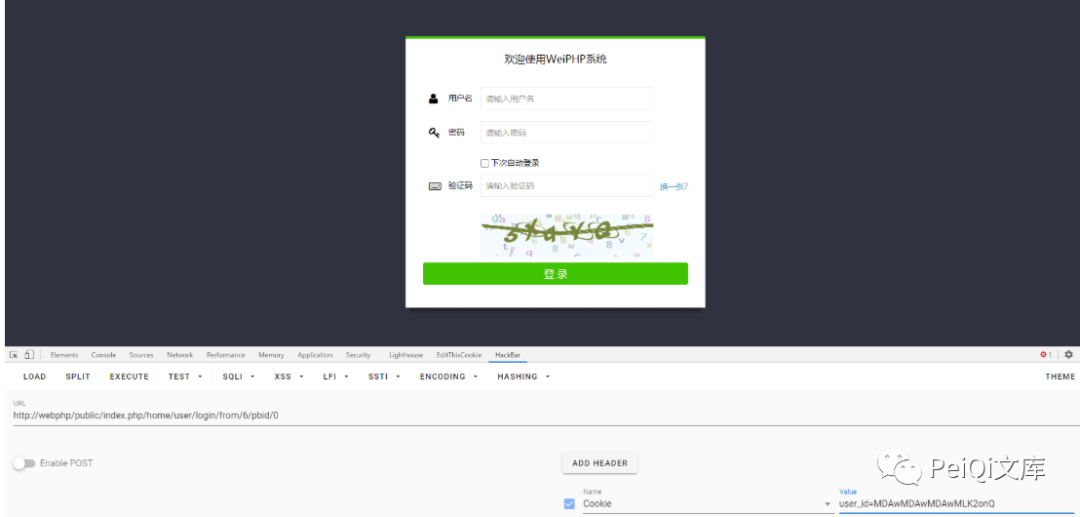 欢迎使用WeiPHP系统
用户名 请输入用户名
密码 请输入密码
下次自动登录
验证码 请输入验证码 换一张?
登 录
Elements Console Sources Network Performance Memory Application Security Lighthouse EditThisCookie HackBar 1
LOAD SPLIT EXECUTE TEST SQLI XSS LFI SSTI ENCODING HASHING THEME
URL
http://webphp/public/index.php/home/user/login/from/6/pbid/0
Enable POST ADD HEADER
PeiQi文库
Name Value
Cookie user_id=MDAwMDAwMDAwMLK2onQ